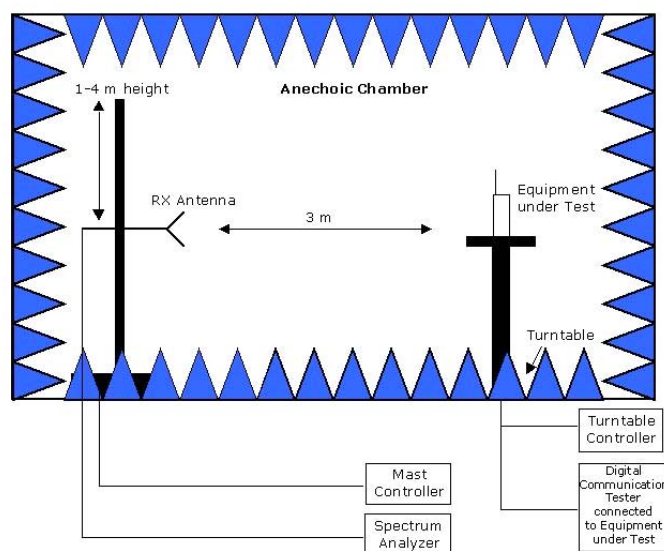 1-4 m height
Anechoic Chamber
RX Antenna
3 m
Equipment
under Test
Turntable
Turntable
Controller
Mast
Controller
Digital
Communication
Tester
connected
to Equipment
under Test
Spectrum
Analyzer